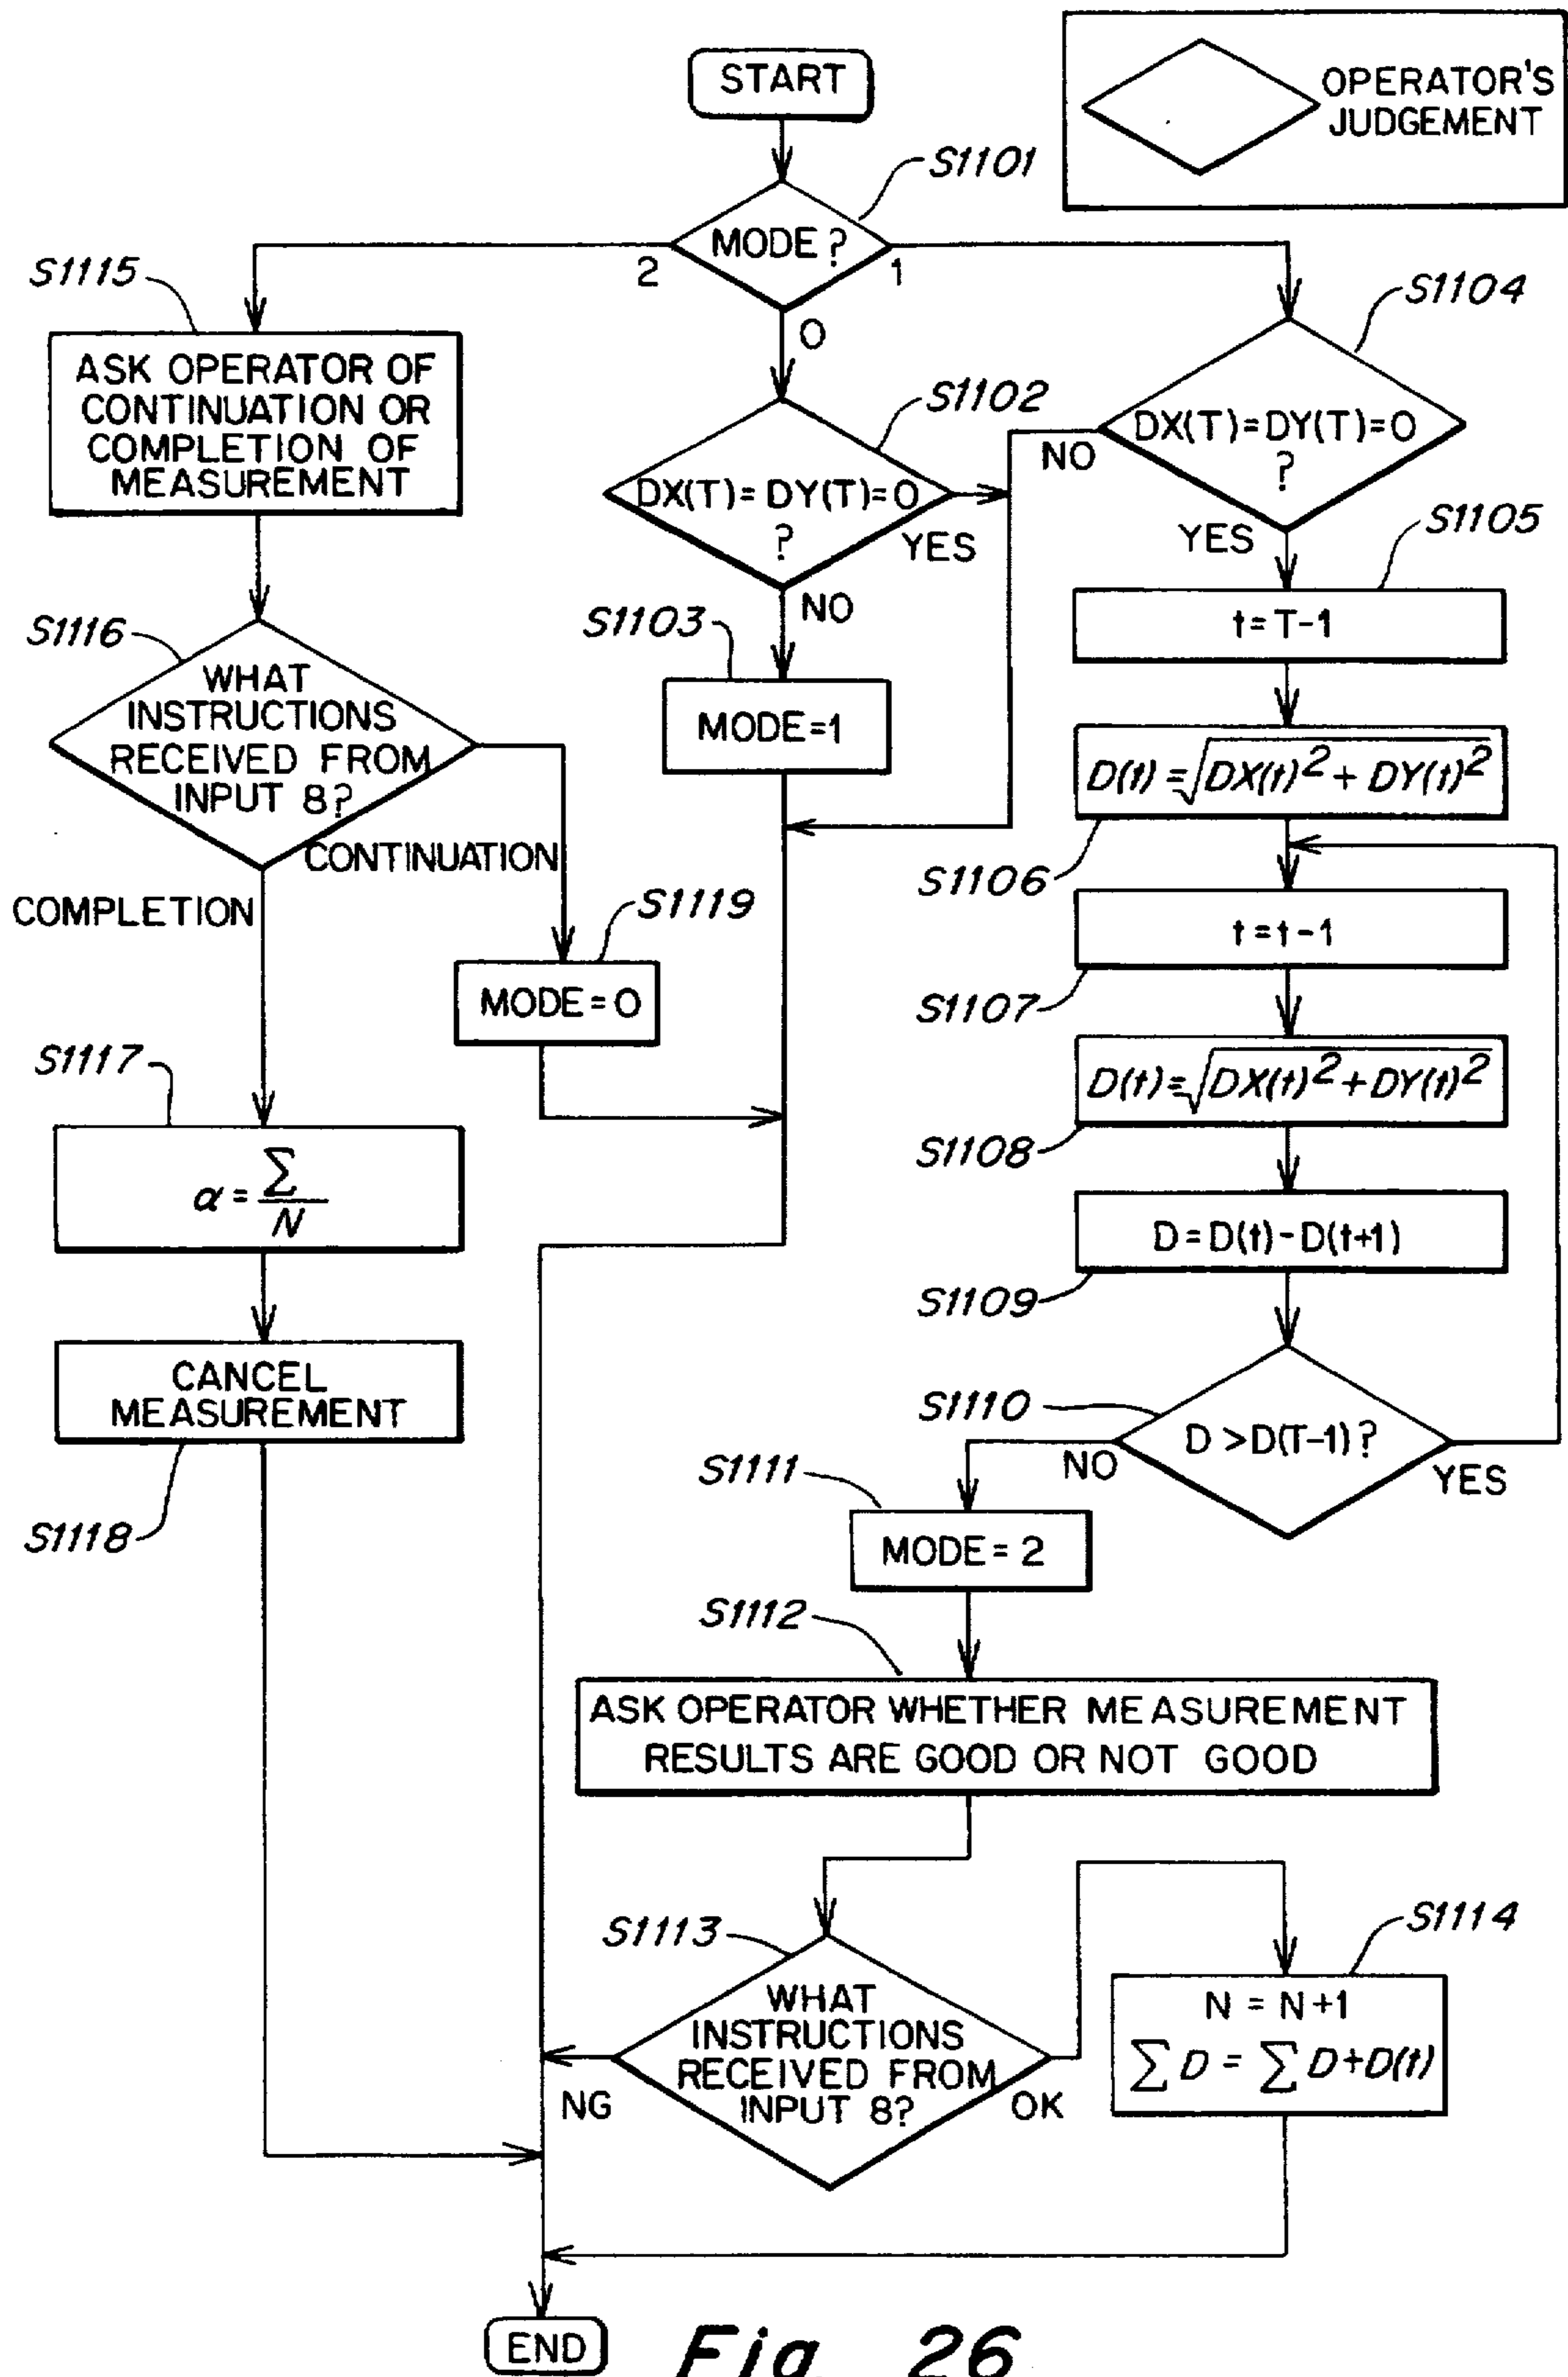 START
OPERATOR'S
JUDGEMENT
S1101
MODE ?
2
1
0
S1115
ASK OPERATOR OF
CONTINUATION OR
COMPLETION OF
MEASUREMENT
S1102
DX(T)= DY(T)=0
?
YES
NO
S1104
DX(T)=DY(T)=0
?
NO
YES
S1105
t=T-1
S1103
MODE=1
S1116
WHAT
INSTRUCTIONS
RECEIVED FROM
INPUT 8?
CONTINUATION
COMPLETION
D(t)=√DX(t)²+DY(t)²
S1106
t=t-1
S1107
S1119
MODE=0
D(t)=√DX(t)²+DY(t)²
S1108
S1117
α=Σ/N
D=D(t)-D(t+1)
S1109
CANCEL
MEASUREMENT
S1118
S1110
D >D(T-1)?
NO
YES
S1111
MODE=2
S1112
ASK OPERATOR WHETHER MEASUREMENT
RESULTS ARE GOOD OR NOT GOOD
S1113
WHAT
INSTRUCTIONS
RECEIVED FROM
INPUT 8?
NG
OK
S1114
N = N+1
Σ D = Σ D+D(t)
END
Fig. 26